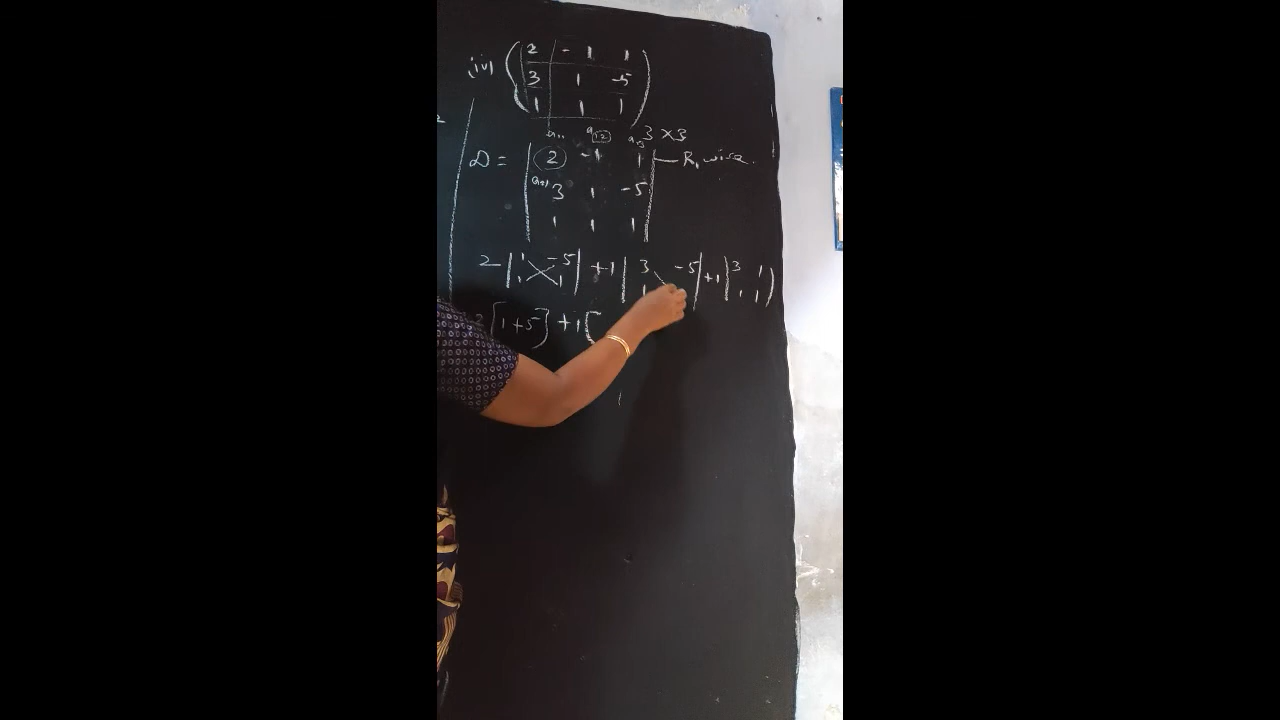 (iv) ( 2 -1 1
3 1 -5
1 1 1 )
3 × 3
a₁₁ a₁₂ a₁₃
D = | 2 -1 1 | — R₁ wise.
a₂₁ 3 1 -5
1 1 1
2 | 1 -5 | +1 | 3 -5 | +1 | 3 1 |
1 1 1 1 1
2 [1+5] +1[